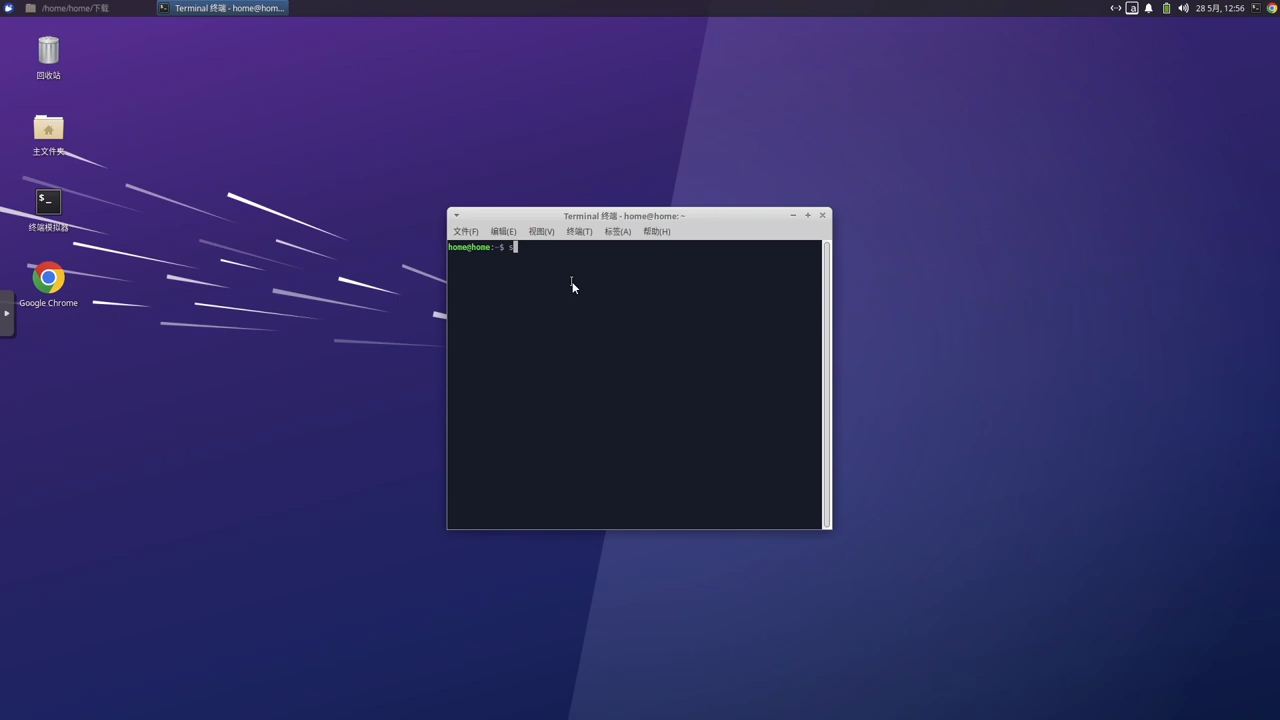 /home/home/下载
Terminal 终端 - home@hom...
a
28 5月, 12:56
回收站
主文件夹
$_
终端模拟器
Google Chrome
Terminal 终端 - home@home: ~
文件(F) 编辑(E) 视图(V) 终端(T) 标签(A) 帮助(H)
home@home:~$ s